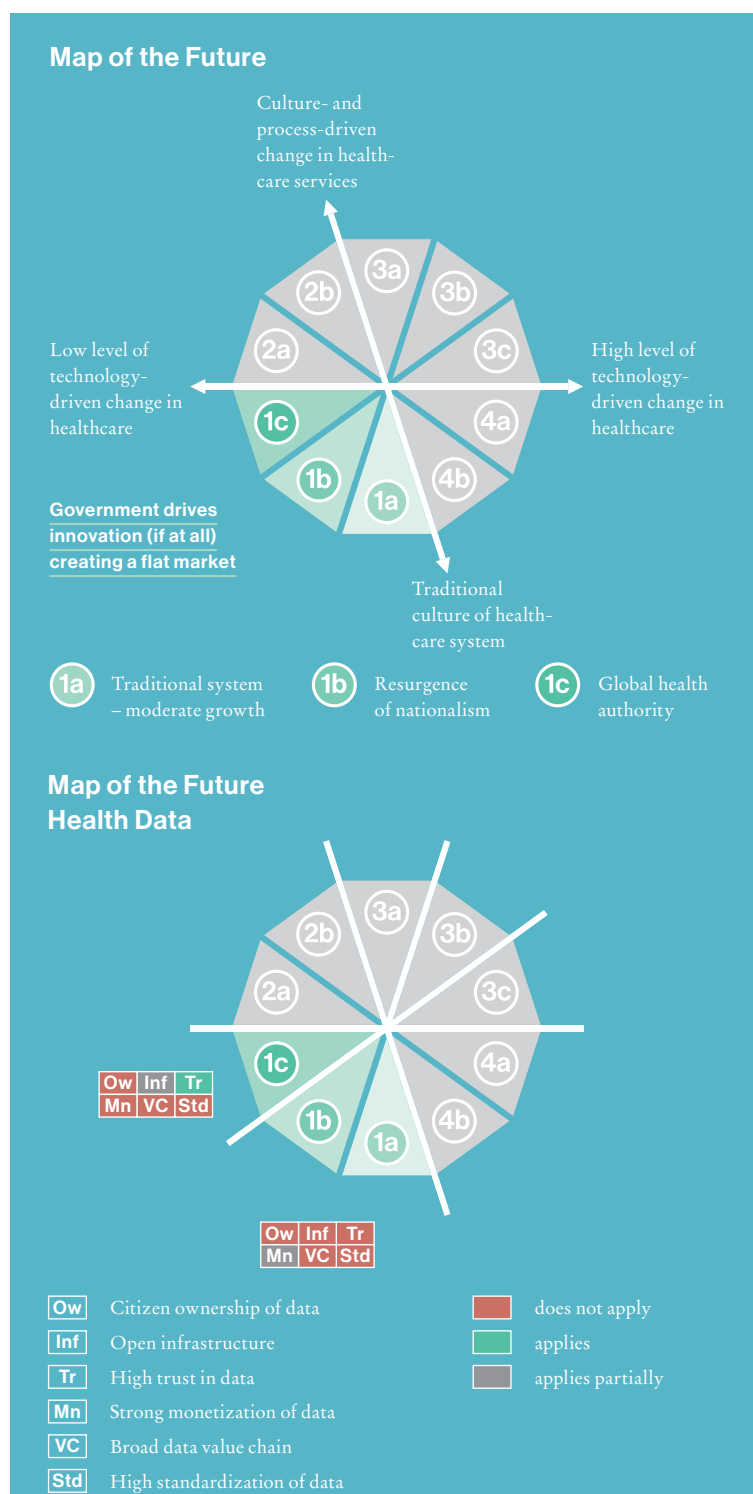 Map of the Future
Culture- and
process-driven
change in health-
care services
3a
2b
3b
2a
3c
Low level of
technology-
driven change in
healthcare
High level of
technology-
driven change in
healthcare
1c
4a
1b
4b
1a
Government drives
innovation (if at all)
creating a flat market
Traditional
culture of health-
care system
1a Traditional system
– moderate growth
1b Resurgence
of nationalism
1c Global health
authority
Map of the Future
Health Data
3a
2b
3b
2a
3c
1c
4a
1b
4b
1a
Ow Inf Tr
Mn VC Std
Ow Inf Tr
Mn VC Std
Ow Citizen ownership of data
Inf Open infrastructure
Tr High trust in data
Mn Strong monetization of data
VC Broad data value chain
Std High standardization of data
does not apply
applies
applies partially